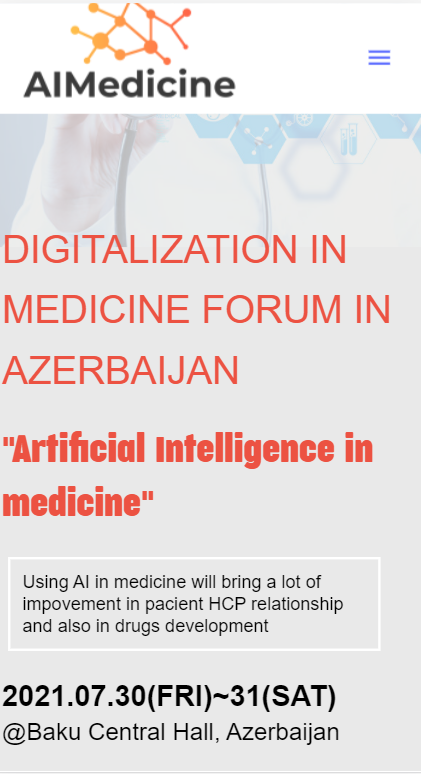 AIMedicine
DIGITALIZATION IN
MEDICINE FORUM IN
AZERBAIJAN
"Artificial Intelligence in
medicine"
Using AI in medicine will bring a lot of
impovement in pacient HCP relationship
and also in drugs development
2021.07.30(FRI)~31(SAT)
@Baku Central Hall, Azerbaijan